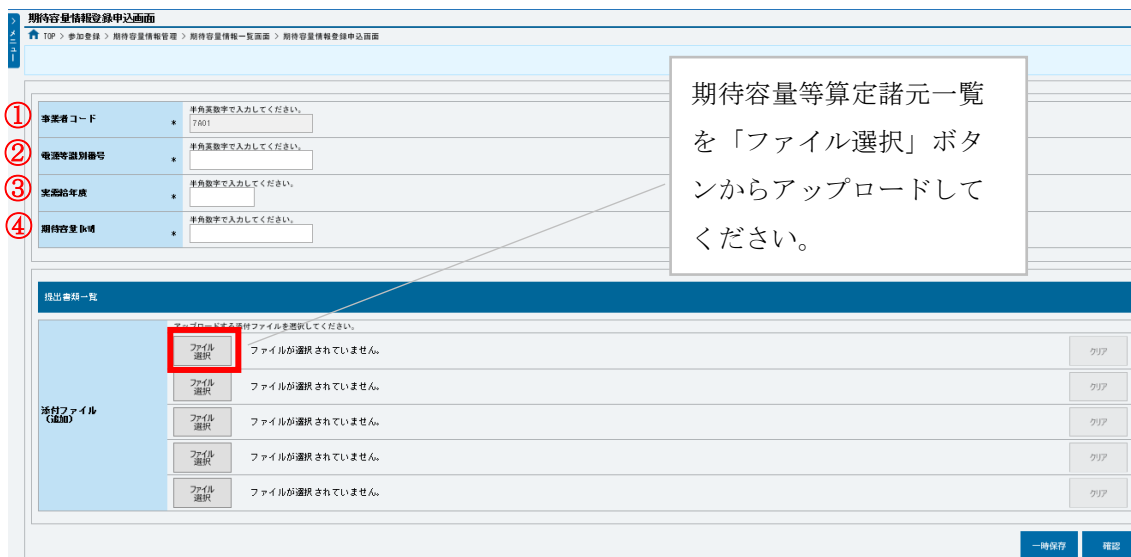 期待容量情報登録申込画面
> メニュー
TOP > 参加登録 > 期待容量情報管理 > 期待容量情報一覧画面 > 期待容量情報登録申込画面
期待容量等算定諸元一覧
を「ファイル選択」ボタ
ンからアップロードして
ください。
① 事業者コード * 半角英数字で入力してください。
7A01
② 電源等識別番号 * 半角英数字で入力してください。
③ 実需給年度 * 半角数字で入力してください。
④ 期待容量[kW] * 半角数字で入力してください。
提出書類一覧
アップロードする添付ファイルを選択してください。
添付ファイル
(追加)
ファイル
選択
ファイルが選択されていません。
クリア
ファイル
選択
ファイルが選択されていません。
クリア
ファイル
選択
ファイルが選択されていません。
クリア
ファイル
選択
ファイルが選択されていません。
クリア
ファイル
選択
ファイルが選択されていません。
クリア
一時保存
確認